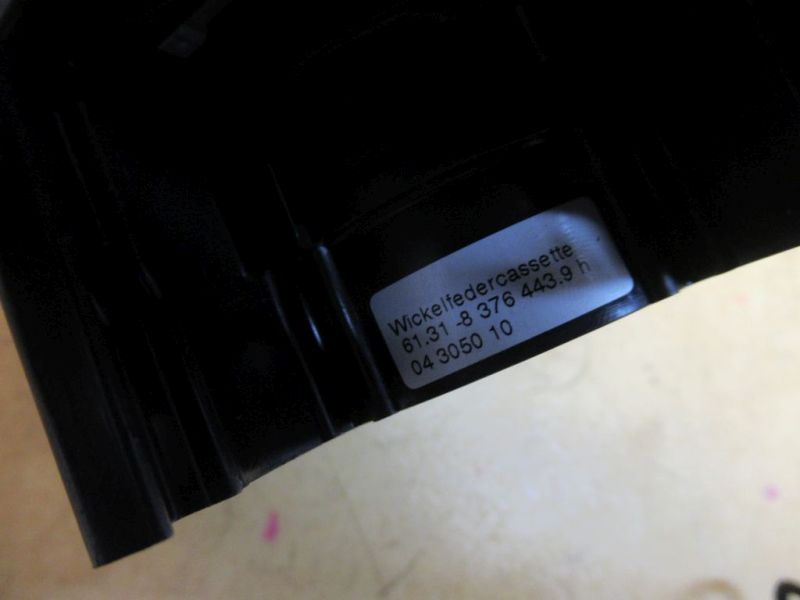 Wickelfedercassette
61.31 -8 376 443.9 h
04 3050 10